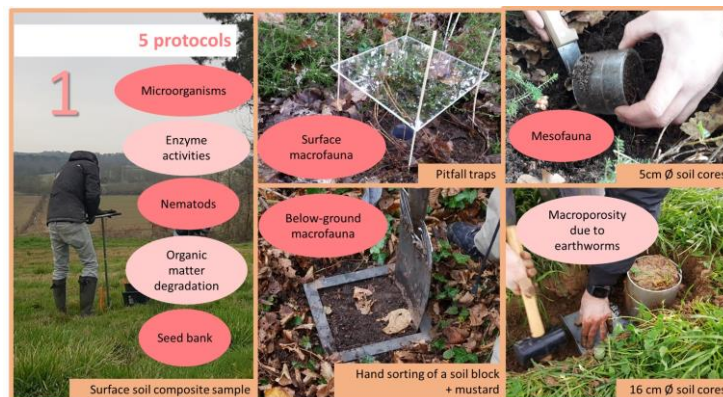 5 protocols
1
Microorganisms
Enzyme
activities
Nematods
Organic
matter
degradation
Seed bank
Surface soil composite sample
Surface
macrofauna
Pitfall traps
Mesofauna
5cm Ø soil cores
Below-ground
macrofauna
Hand sorting of a soil block
+ mustard
Macroporosity
due to
earthworms
16 cm Ø soil cores